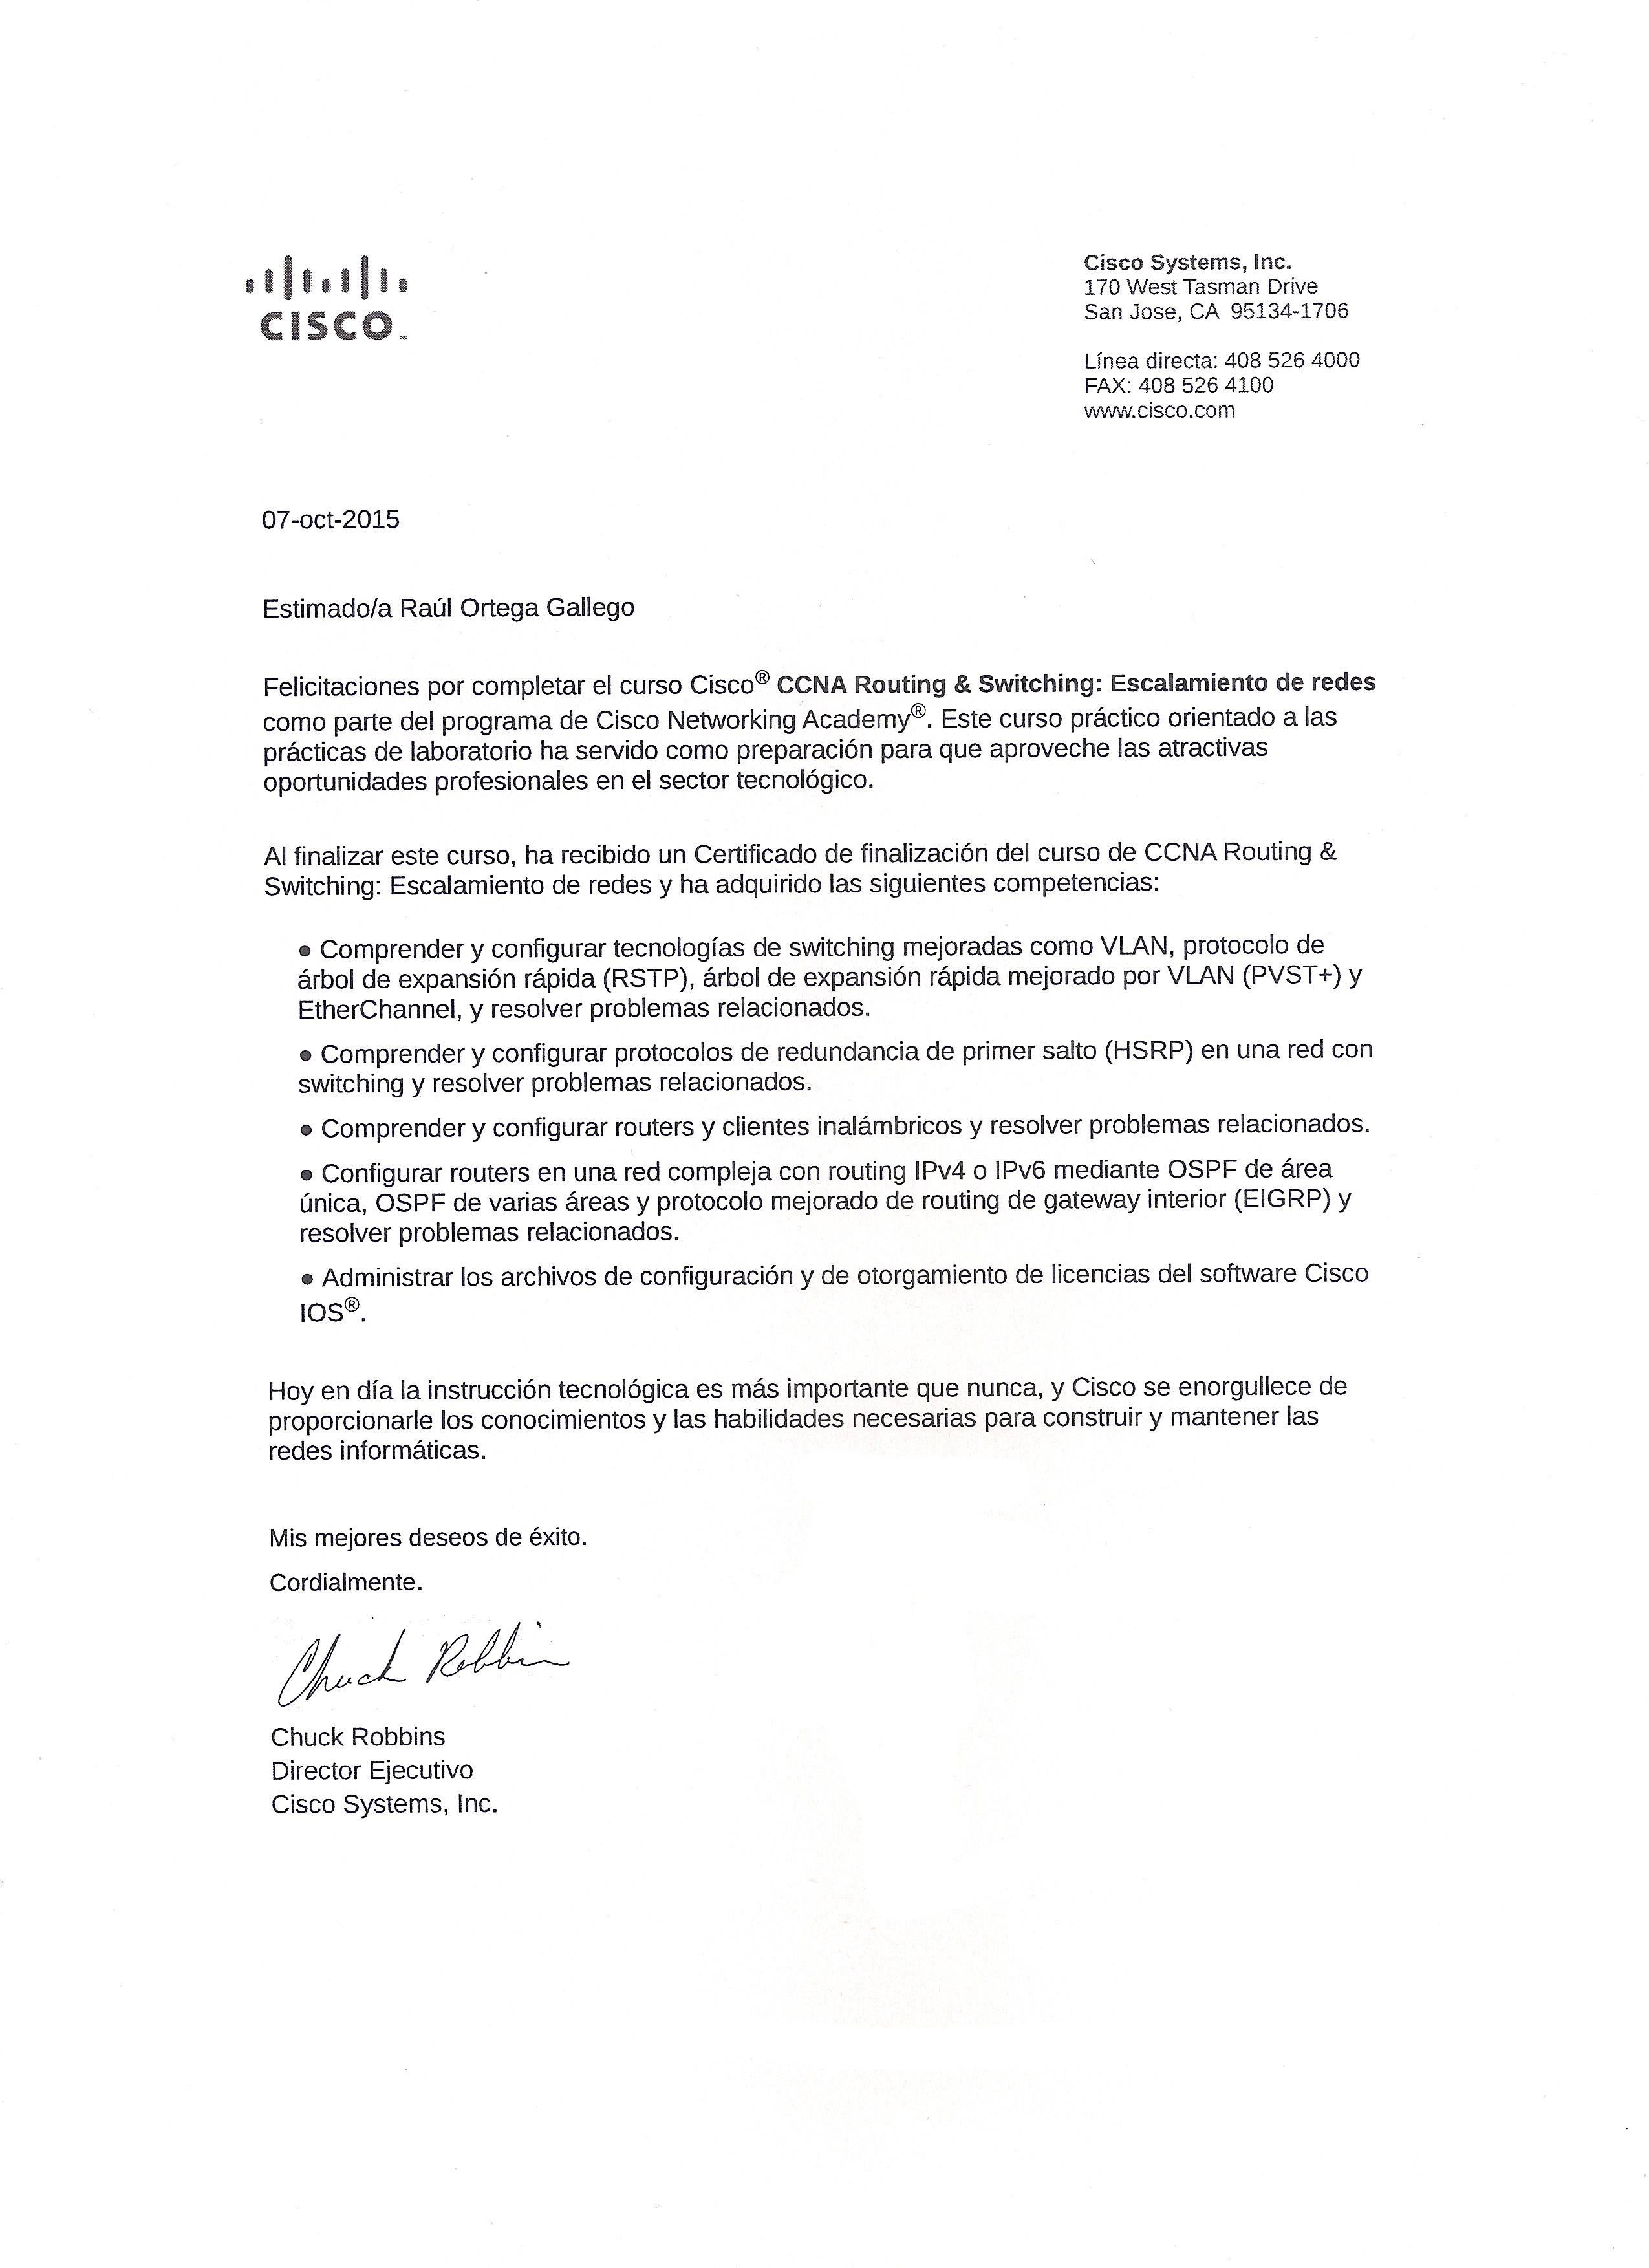 CISCO™
Cisco Systems, Inc.
170 West Tasman Drive
San Jose, CA 95134-1706
Línea directa: 408 526 4000
FAX: 408 526 4100
www.cisco.com
07-oct-2015
Estimado/a Raúl Ortega Gallego
Felicitaciones por completar el curso Cisco® CCNA Routing & Switching: Escalamiento de redes
como parte del programa de Cisco Networking Academy®. Este curso práctico orientado a las
prácticas de laboratorio ha servido como preparación para que aproveche las atractivas
oportunidades profesionales en el sector tecnológico.
Al finalizar este curso, ha recibido un Certificado de finalización del curso de CCNA Routing &
Switching: Escalamiento de redes y ha adquirido las siguientes competencias:
● Comprender y configurar tecnologías de switching mejoradas como VLAN, protocolo de
árbol de expansión rápida (RSTP), árbol de expansión rápida mejorado por VLAN (PVST+) y
EtherChannel, y resolver problemas relacionados.
● Comprender y configurar protocolos de redundancia de primer salto (HSRP) en una red con
switching y resolver problemas relacionados.
● Comprender y configurar routers y clientes inalámbricos y resolver problemas relacionados.
● Configurar routers en una red compleja con routing IPv4 o IPv6 mediante OSPF de área
única, OSPF de varias áreas y protocolo mejorado de routing de gateway interior (EIGRP) y
resolver problemas relacionados.
● Administrar los archivos de configuración y de otorgamiento de licencias del software Cisco
IOS®.
Hoy en día la instrucción tecnológica es más importante que nunca, y Cisco se enorgullece de
proporcionarle los conocimientos y las habilidades necesarias para construir y mantener las
redes informáticas.
Mis mejores deseos de éxito.
Cordialmente.
Chuck Robbins
Chuck Robbins
Director Ejecutivo
Cisco Systems, Inc.